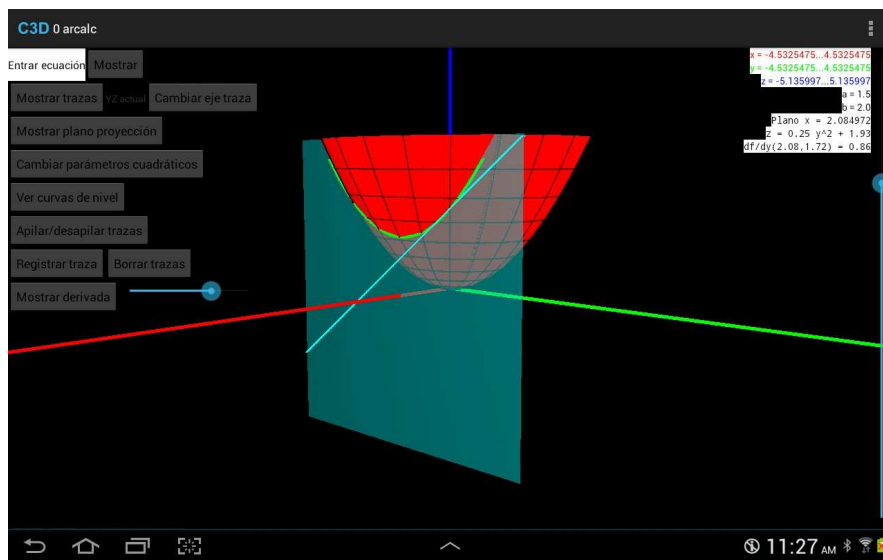 C3D 0 arcalc
Entrar ecuación Mostrar
Mostrar trazas YZ actual Cambiar eje traza
Mostrar plano proyección
Cambiar parámetros cuadráticos
Ver curvas de nivel
Apilar/desapilar trazas
Registrar traza Borrar trazas
Mostrar derivada
x = -4.5325475...4.5325475
y = -4.5325475...4.5325475
z = -5.135997...5.135997
a = 1.5
b = 2.0
Plano x = 2.084972
z = 0.25 y^2 + 1.93
df/dy(2.08,1.72) = 0.86
11:27 AM